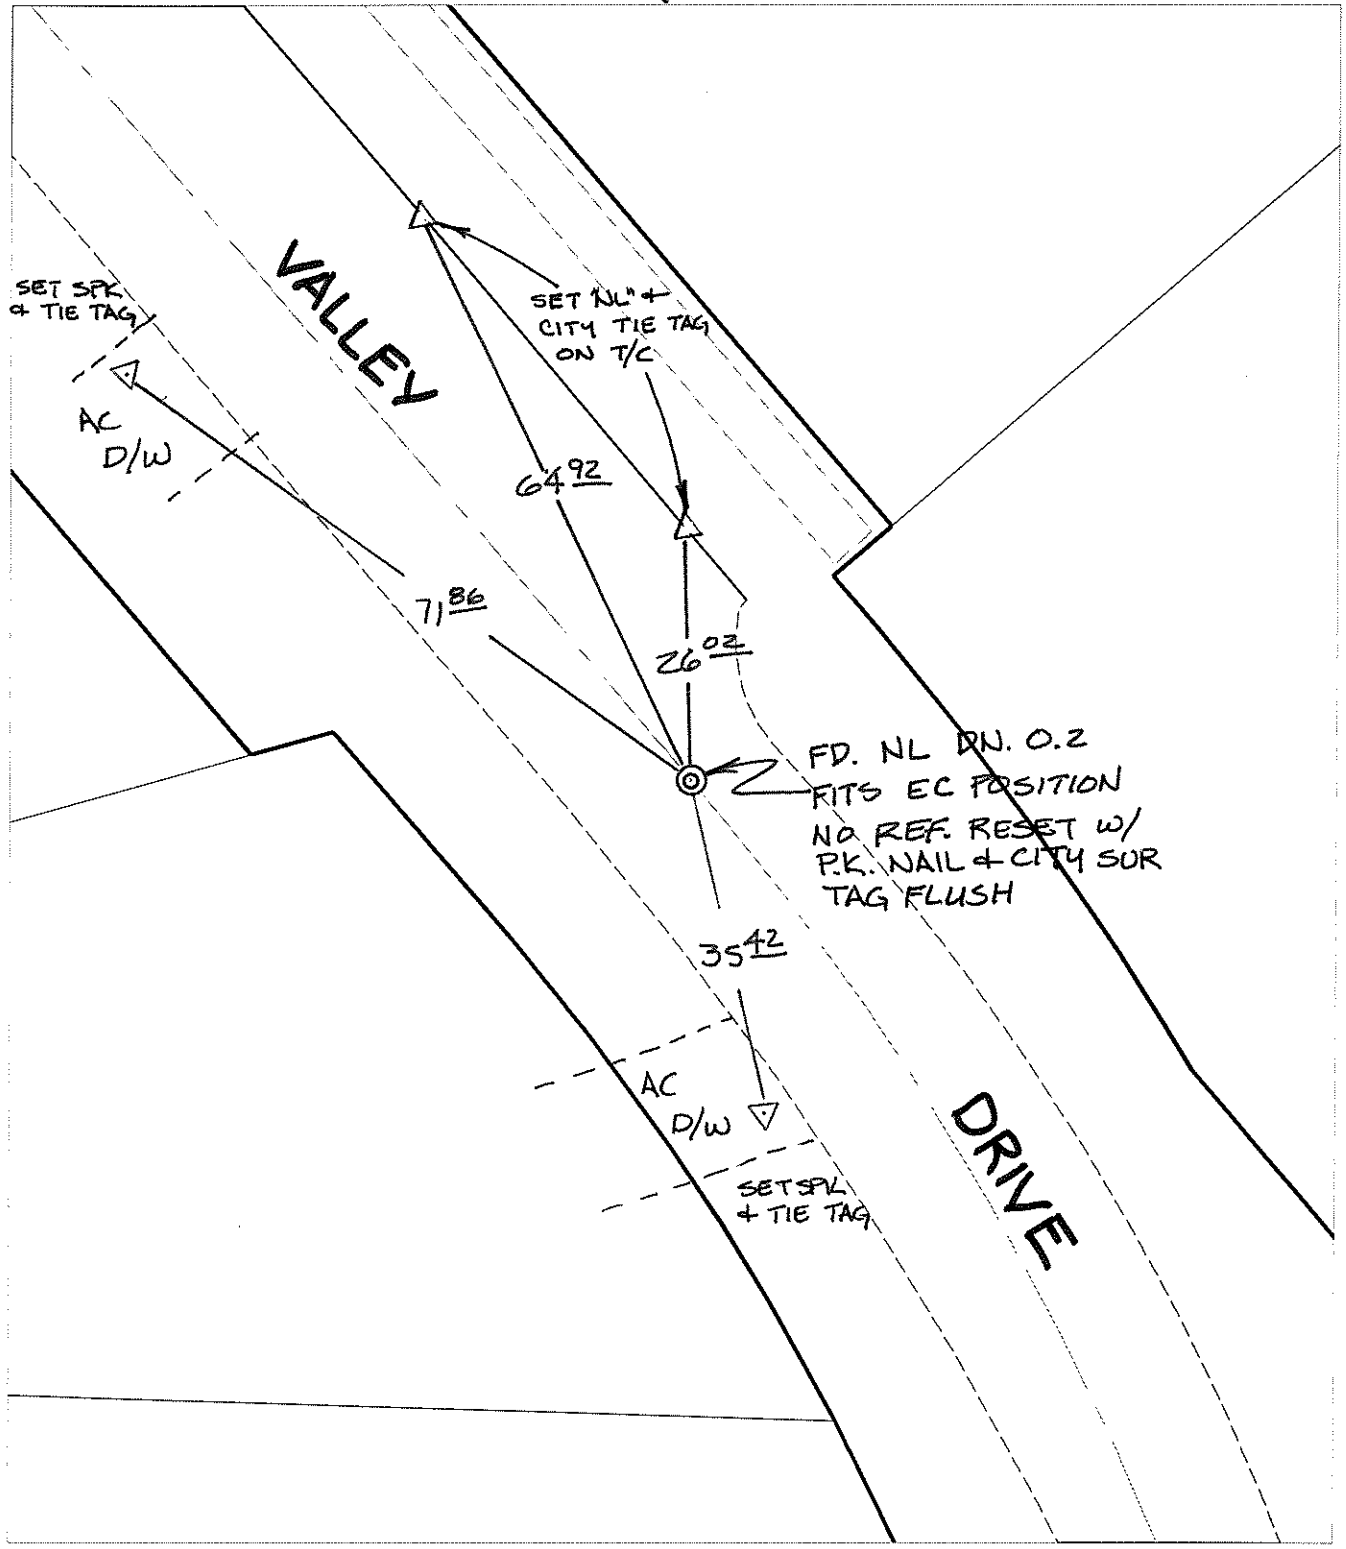 SET SPK
& TIE TAG
VALLEY
SET "NL" &
CITY TIE TAG
ON T/C
AC
D/W
64.92
71.86
26.02
FD. NL DN. 0.2
FITS EC POSITION
NO REF. RESET W/
P.K. NAIL & CITY SUR
TAG FLUSH
35.42
AC
D/W
DRIVE
SET SPK
& TIE TAG